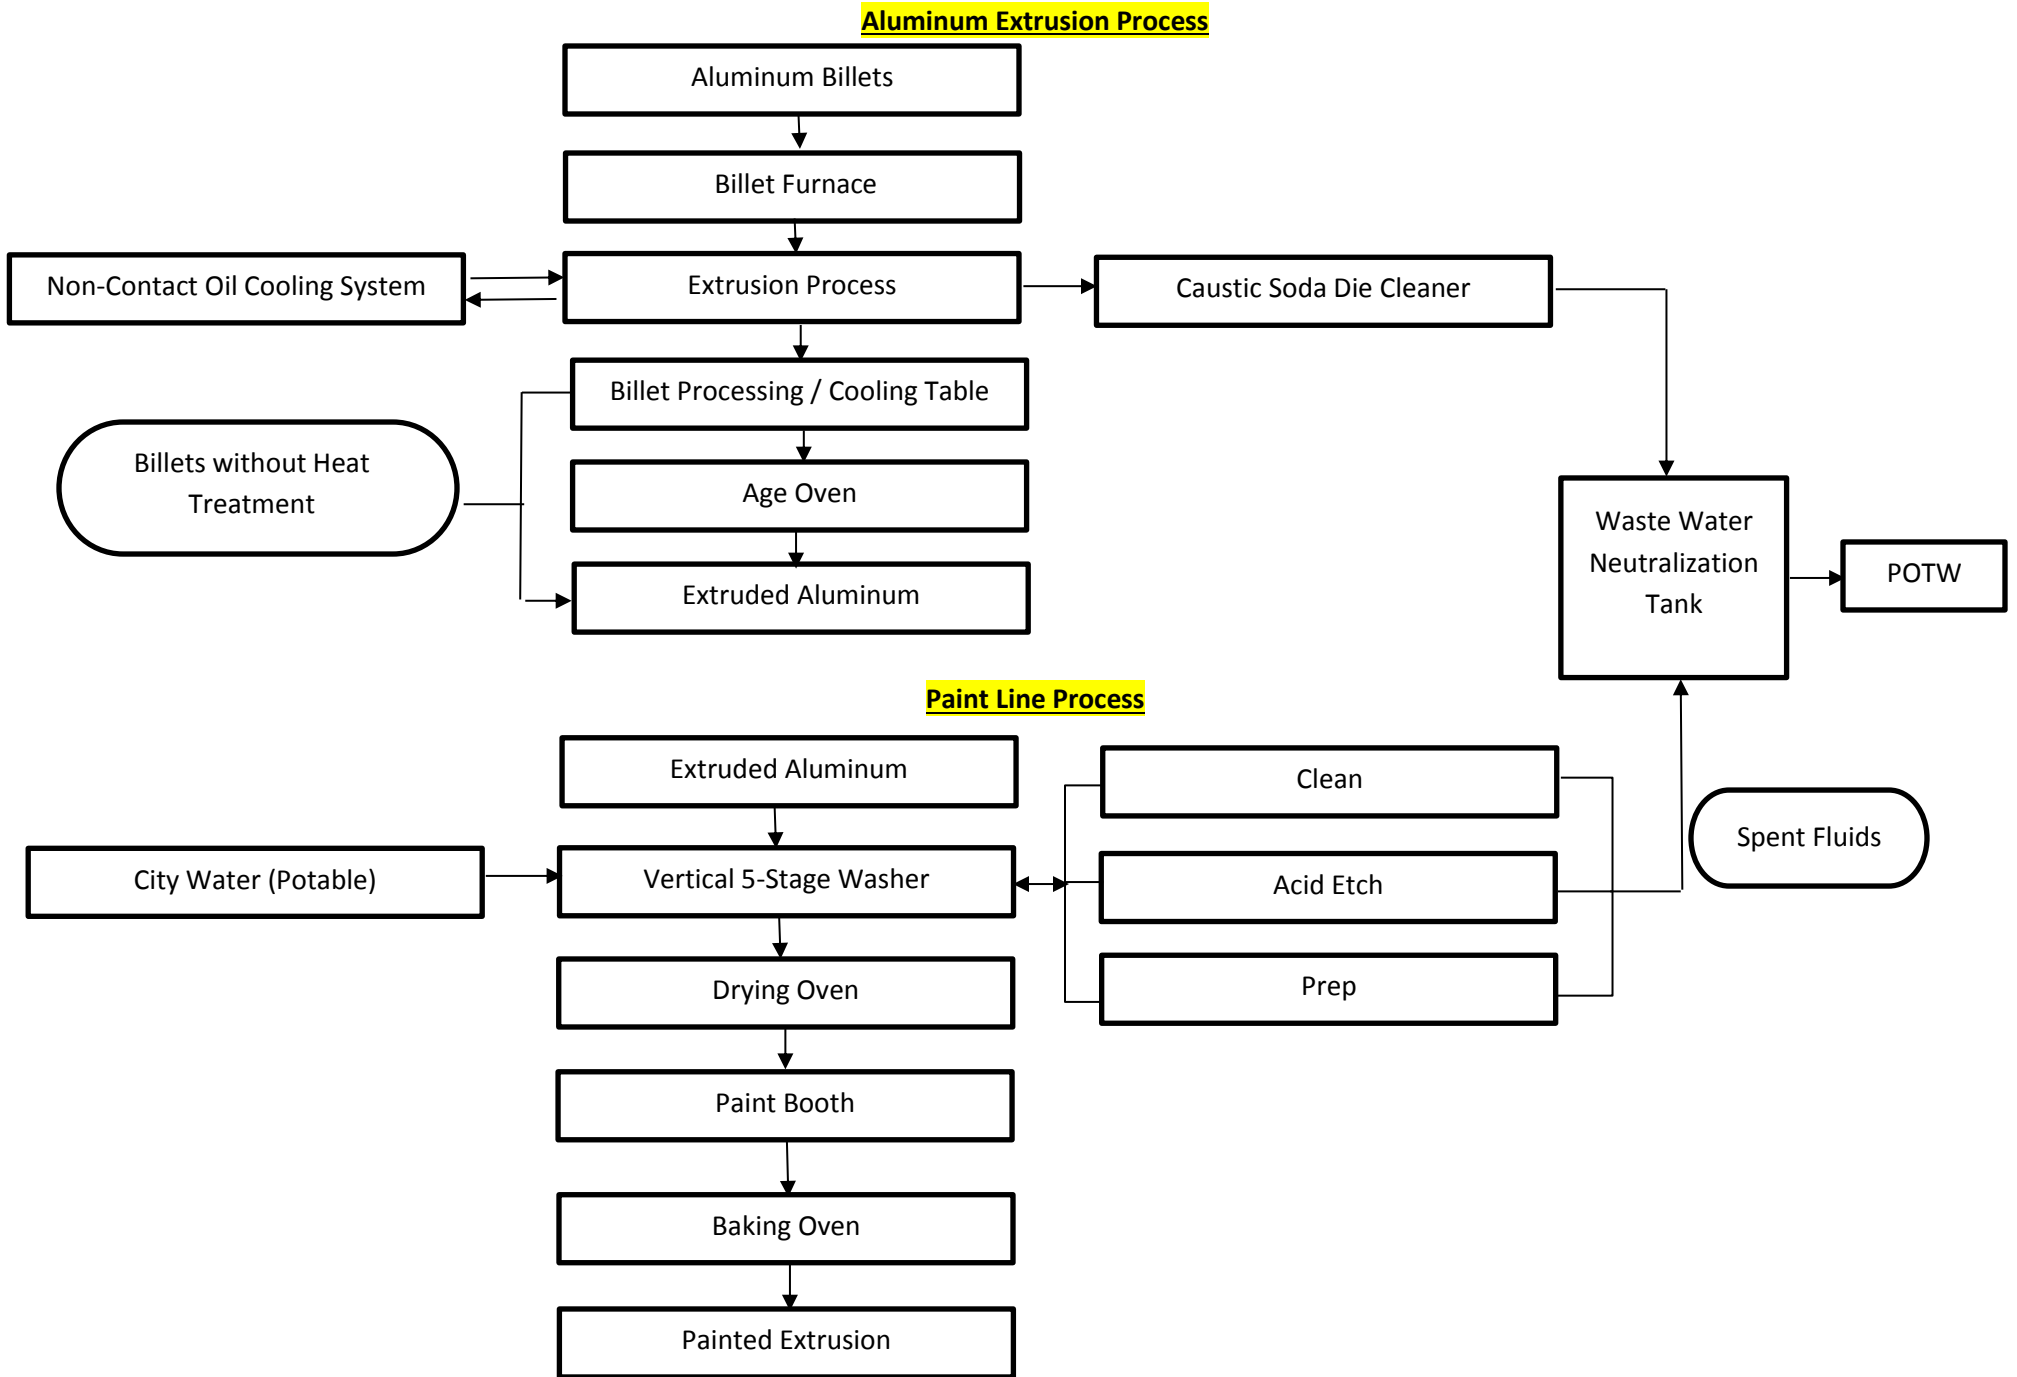 Aluminum Extrusion Process
Aluminum Billets
Billet Furnace
Non-Contact Oil Cooling System
Extrusion Process
Caustic Soda Die Cleaner
Billet Processing / Cooling Table
Billets without Heat
Treatment
Age Oven
Waste Water
Neutralization
Tank
POTW
Extruded Aluminum
Paint Line Process
Extruded Aluminum
Clean
City Water (Potable)
Vertical 5-Stage Washer
Acid Etch
Spent Fluids
Drying Oven
Prep
Paint Booth
Baking Oven
Painted Extrusion